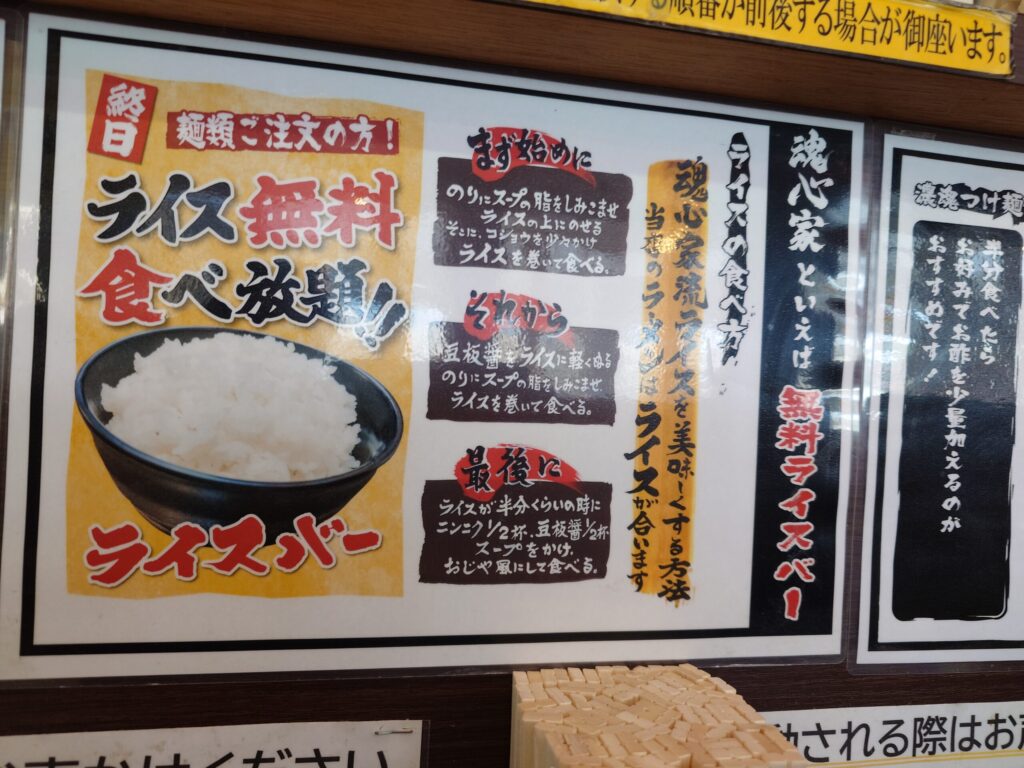 順番が前後する場合が御座います。
終日
麺類ご注文の方！
ライス無料
食べ放題!!
ライスバー
まず始めに
のりにスープの脂をしみこませ
ライスの上にのせる
そこに、コショウを少々かけ
ライスを巻いて食べる。
それから
豆板醤をライスに軽くぬる
のりにスープの脂をしみこませ
ライスを巻いて食べる。
最後に
ライスが半分くらいの時に
ニンニク1/2杯、豆板醤1/2杯
スープをかけ、
おじや風にして食べる。
魂心家といえば 無料ライスバー
ライスの食べ方
魂心家流ライスを美味しくする方法
当店のラーメンはライスが合います
濃魂つけ麺
半分食べたら
お好みでお酢を少量加えるのが
おすすめです！
ください
動される際はお